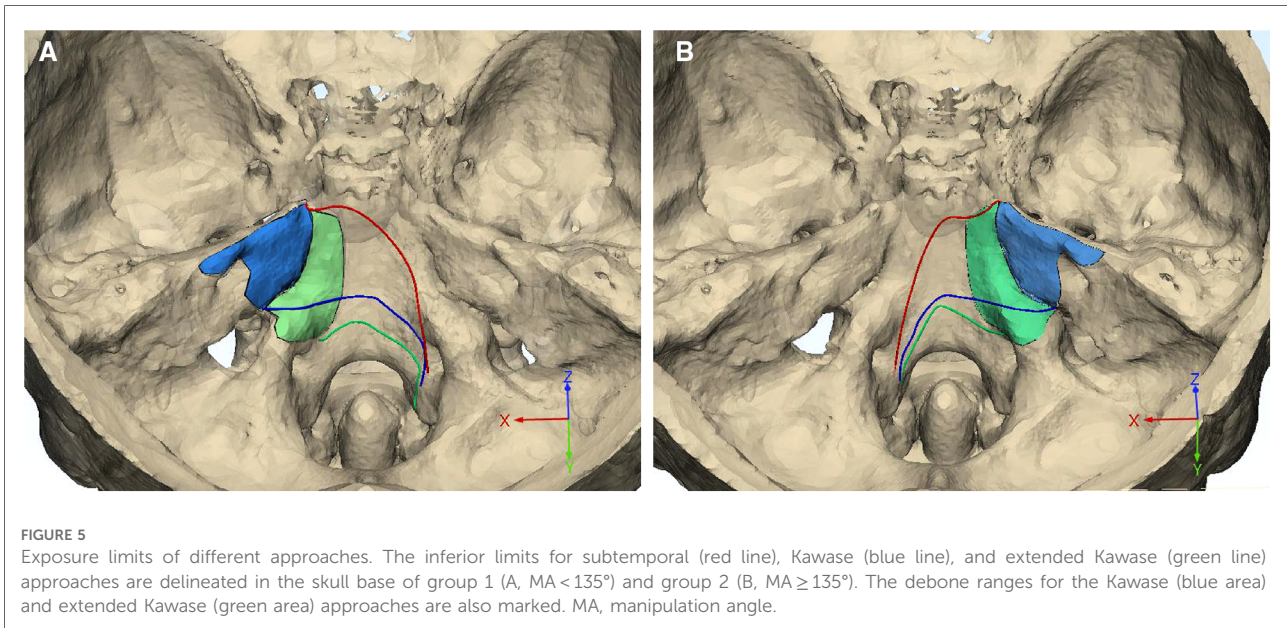 A
B
Z
X
Y
Z
X
Y
FIGURE 5
Exposure limits of different approaches. The inferior limits for subtemporal (red line), Kawase (blue line), and extended Kawase (green line)
approaches are delineated in the skull base of group 1 (A, MA < 135°) and group 2 (B, MA ≥ 135°). The debone ranges for the Kawase (blue area)
and extended Kawase (green area) approaches are also marked. MA, manipulation angle.